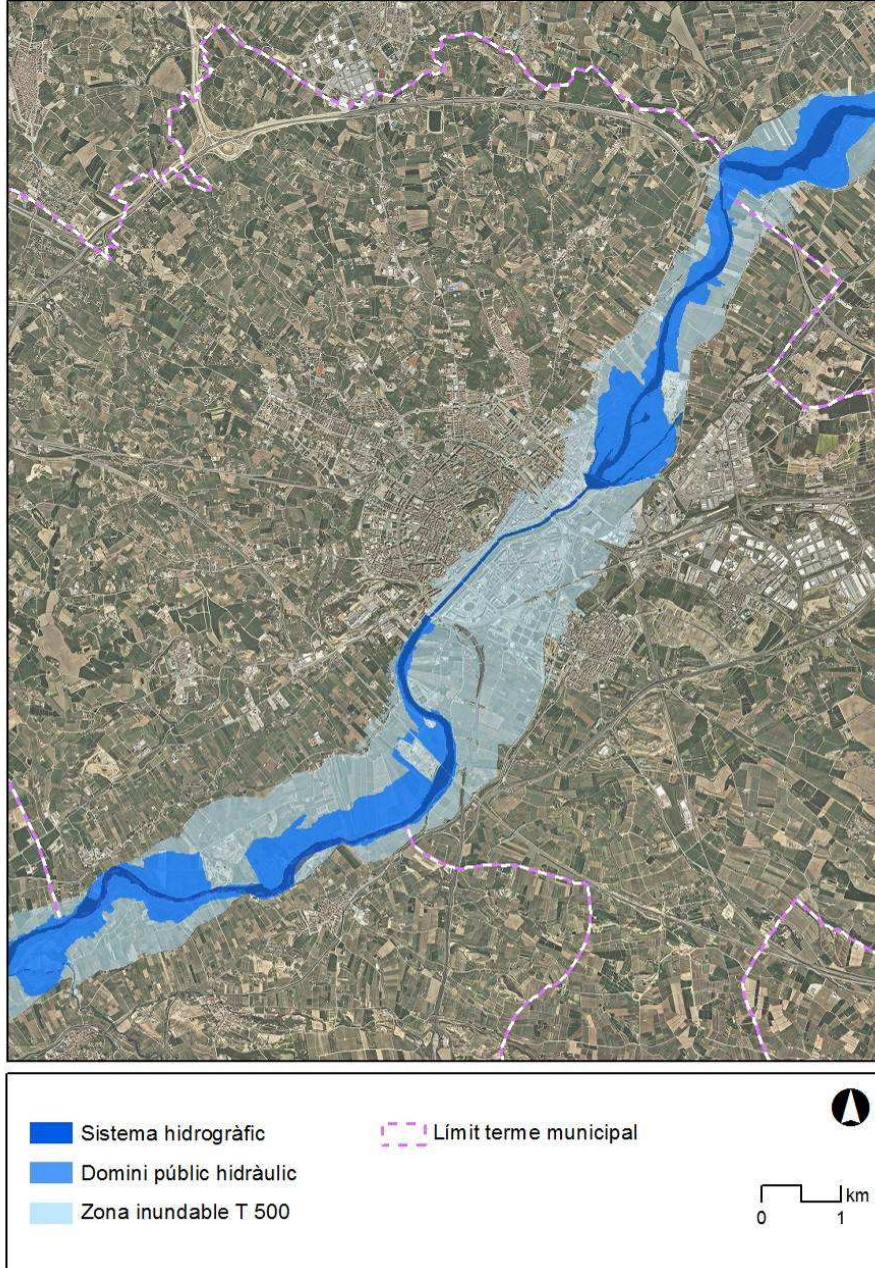 Sistema hidrogràfic
Domini públic hidràulic
Zona inundable T 500
Límit terme municipal
km
0 1